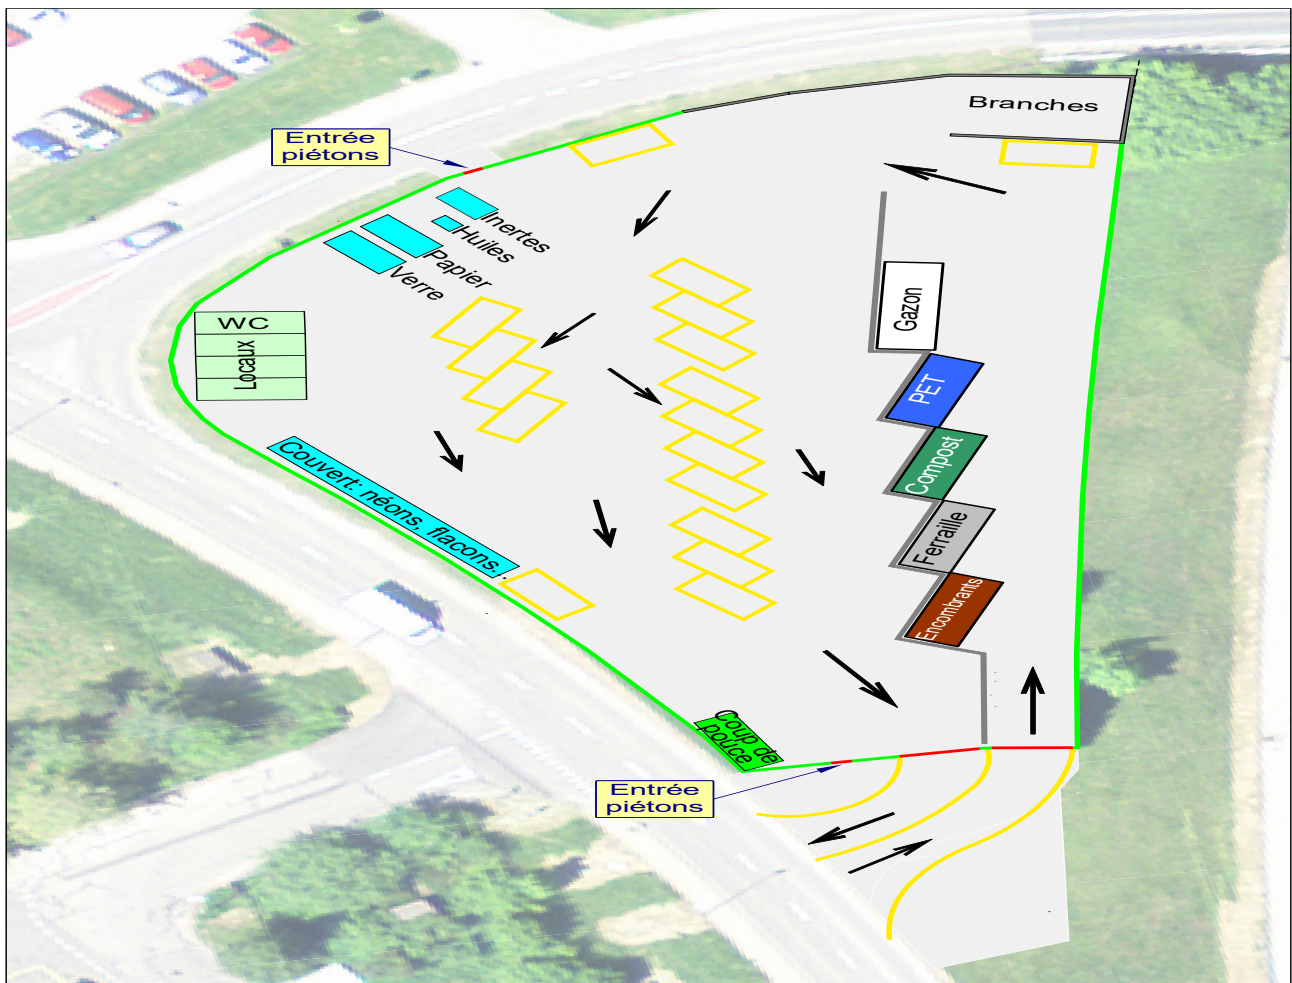 Branches
Entrée
piétons
Inertes
Huiles
Papier
Verre
Gazon
WC
Locaux
PET
Compost
Couvert: néons, flacons..
Ferraille
Encombrants
Coup de
pouce
Entrée
piétons